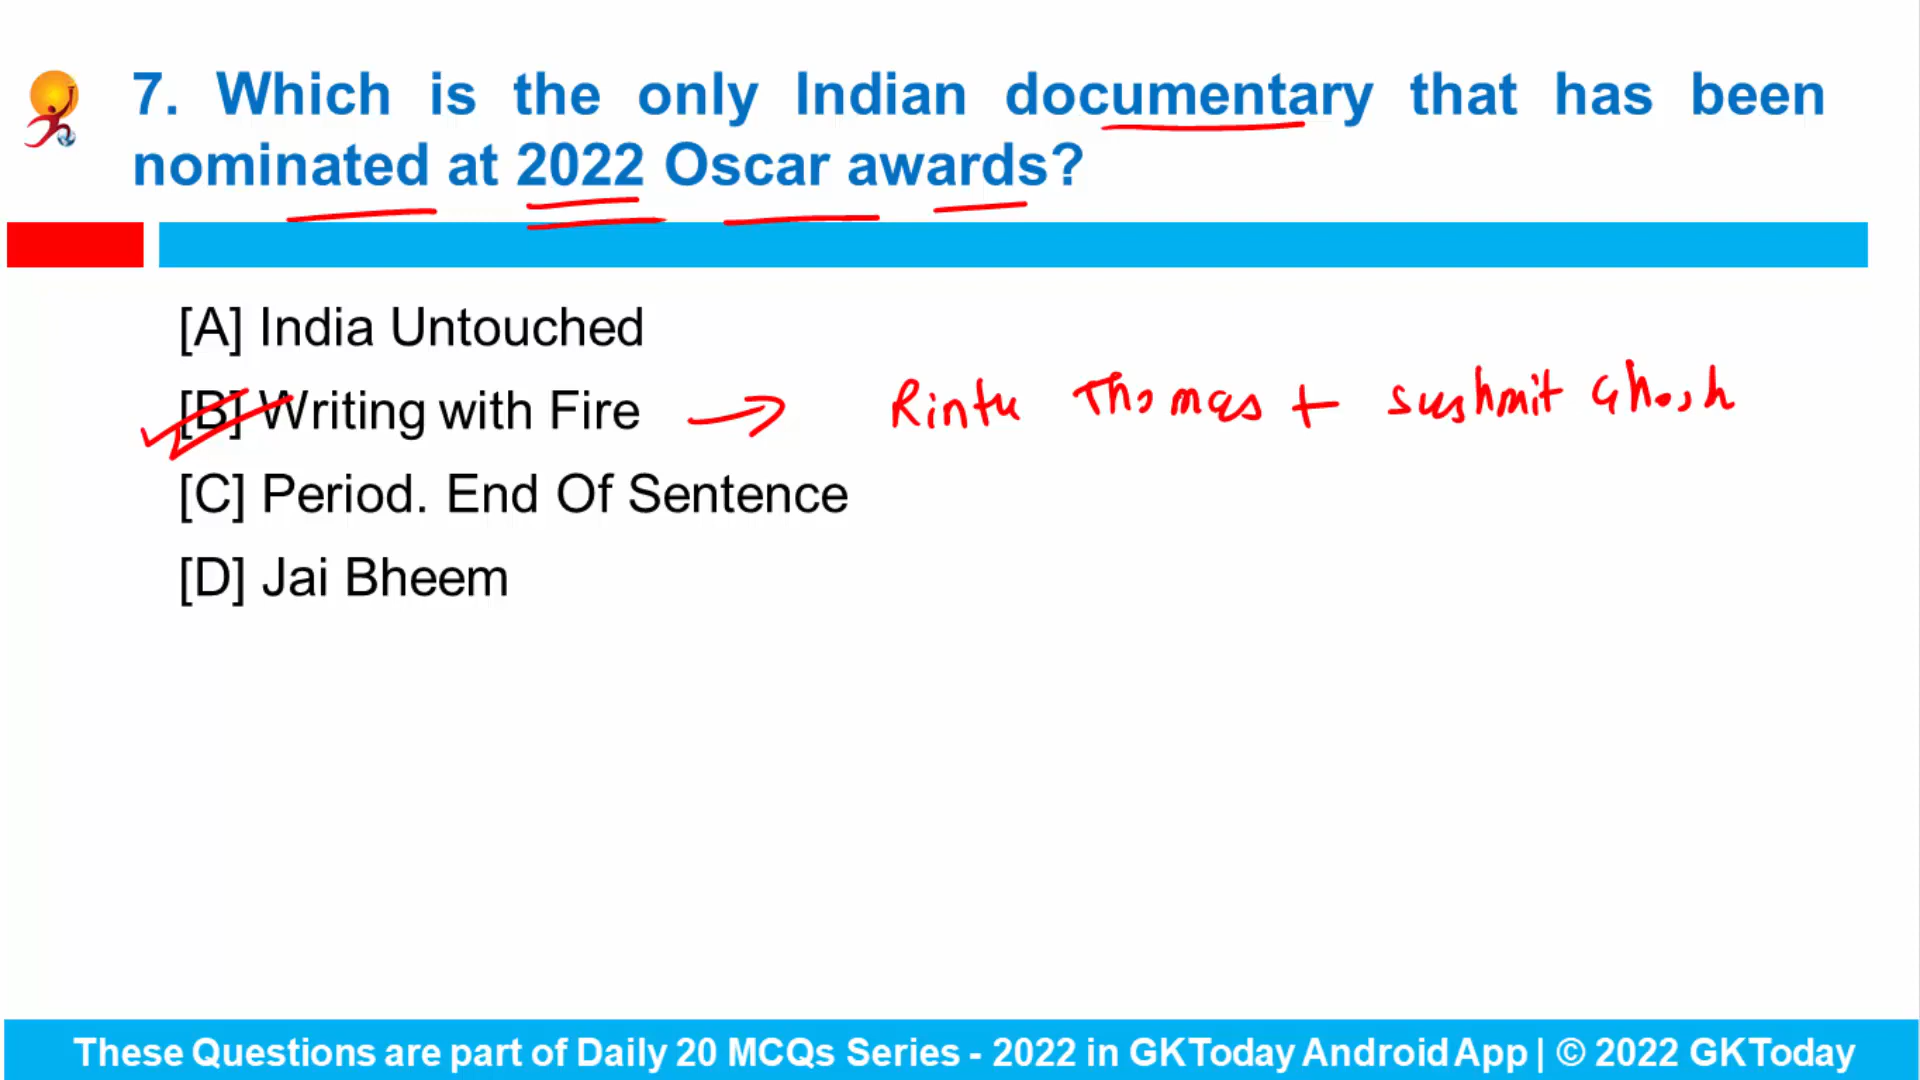 7. Which is the only Indian documentary that has been
nominated at 2022 Oscar awards?
[A] India Untouched
[B] Writing with Fire → Rintu Thomas + Sushmit Ghosh
[C] Period. End Of Sentence
[D] Jai Bheem
These Questions are part of Daily 20 MCQs Series - 2022 in GKToday Android App | © 2022 GKToday